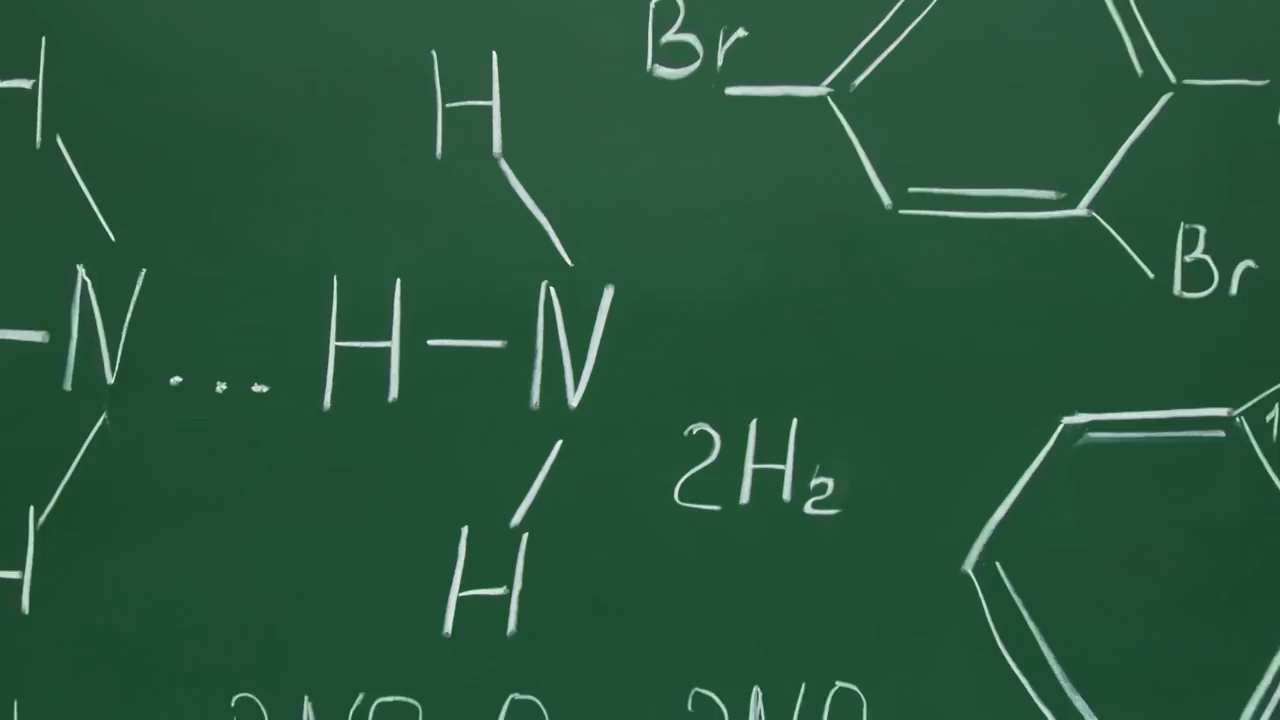 Br
H H
Br
N ... H — N
2H₂
H H